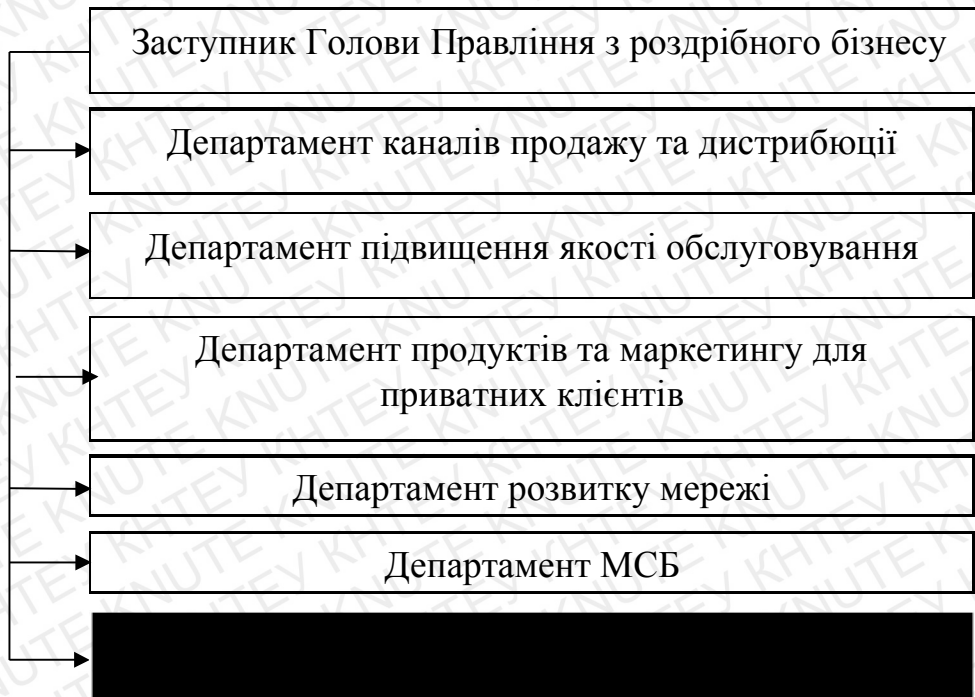 Заступник Голови Правління з роздрібного бізнесу
Департамент каналів продажу та дистрибюції
Департамент підвищення якості обслуговування
Департамент продуктів та маркетингу для
приватних клієнтів
Департамент розвитку мережі
Департамент МСБ